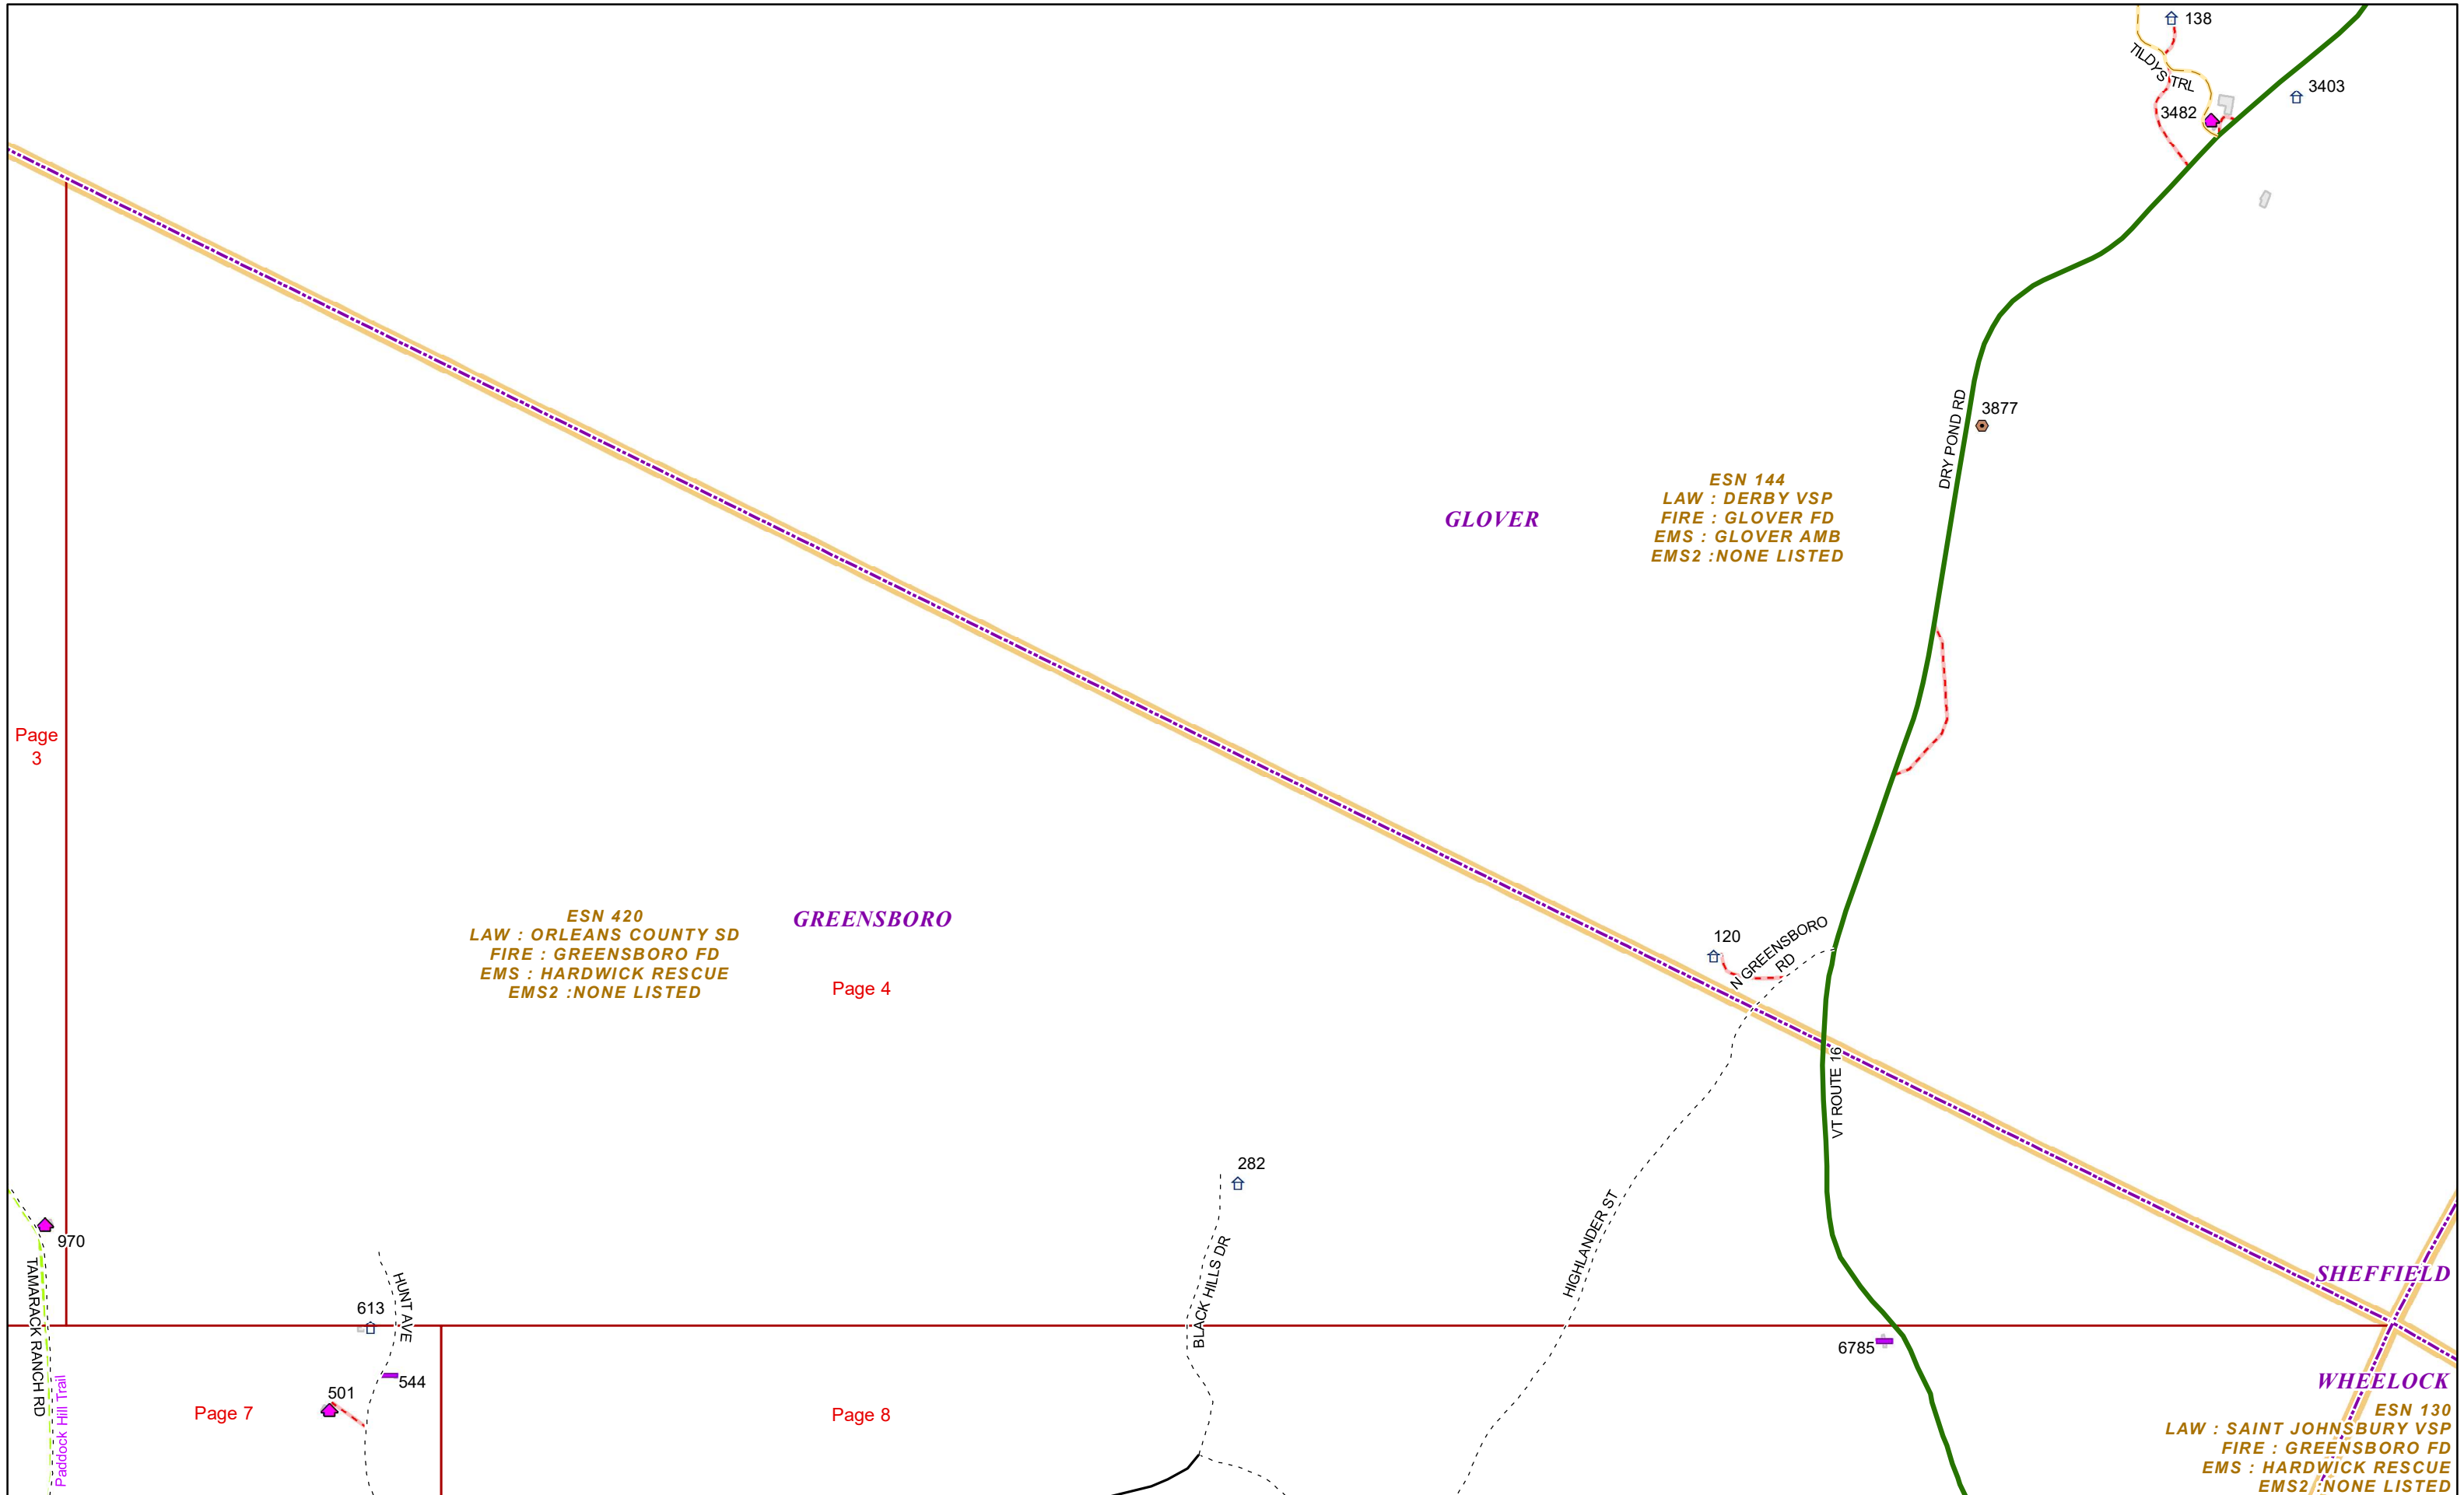 138
TILDYS TRL
3403
3482
3877
DRY POND RD
ESN 144
LAW : DERBY VSP
FIRE : GLOVER FD
EMS : GLOVER AMB
EMS2 :NONE LISTED
GLOVER
Page
3
ESN 420
LAW : ORLEANS COUNTY SD
FIRE : GREENSBORO FD
EMS : HARDWICK RESCUE
EMS2 :NONE LISTED
GREENSBORO
Page 4
120
N GREENSBORO
RD
VT ROUTE 16
282
HIGHLANDER ST
BLACK HILLS DR
970
TAMARACK RANCH RD
Paddock Hill Trail
HUNT AVE
613
544
501
Page 7
Page 8
6785
SHEFFIELD
WHEELOCK
ESN 130
LAW : SAINT JOHNSBURY VSP
FIRE : GREENSBORO FD
EMS : HARDWICK RESCUE
EMS2 :NONE LISTED